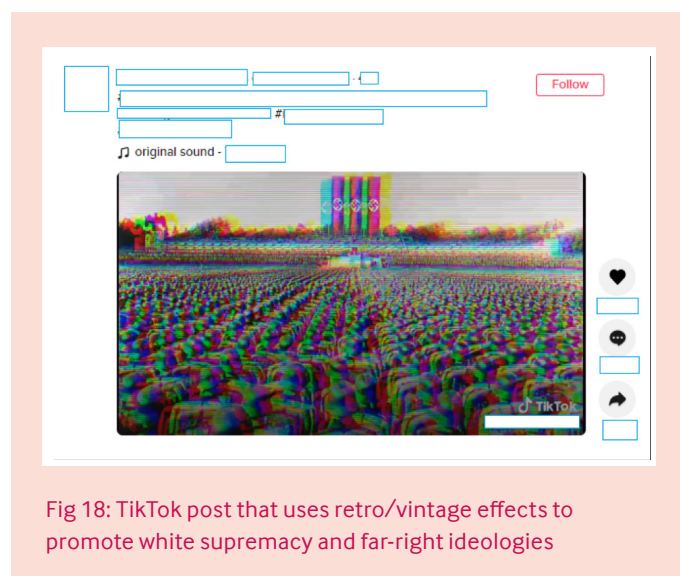 Follow
#
original sound -
TikTok
Fig 18: TikTok post that uses retro/vintage effects to
promote white supremacy and far-right ideologies